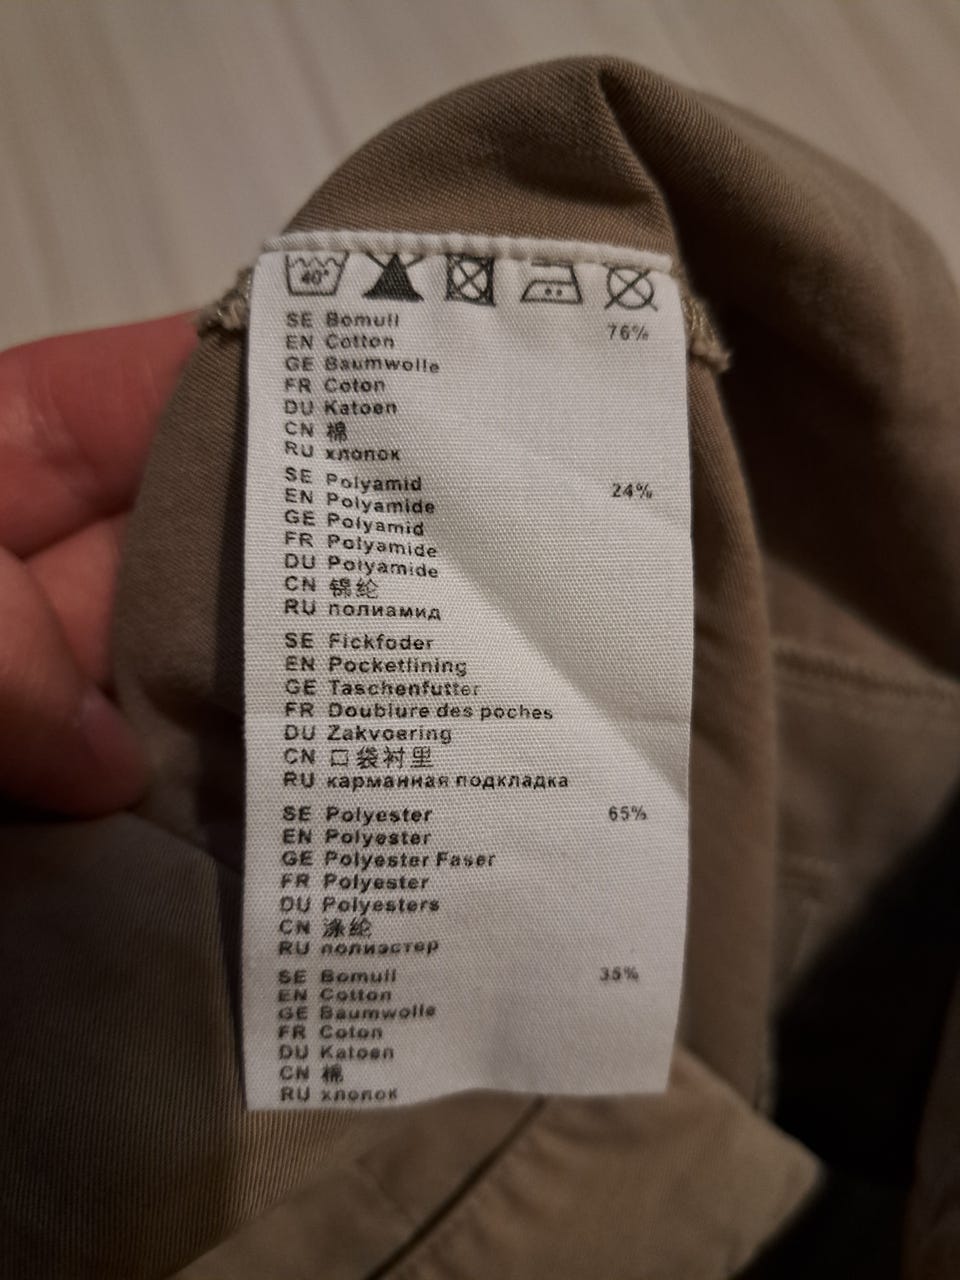 40°
SE Bomull 76%
EN Cotton
GE Baumwolle
FR Coton
DU Katoen
CN 棉
RU хлопок
SE Polyamid 24%
EN Polyamide
GE Polyamid
FR Polyamide
DU Polyamide
CN 锦纶
RU полиамид
SE Fickfoder
EN Pocketlining
GE Taschenfutter
FR Doublure des poches
DU Zakvoering
CN 口袋衬里
RU карманная подкладка
SE Polyester 65%
EN Polyester
GE Polyester Faser
FR Polyester
DU Polyesters
CN 涤纶
RU полиэстер
SE Bomull 35%
EN Cotton
GE Baumwolle
FR Coton
DU Katoen
CN 棉
RU хлопок